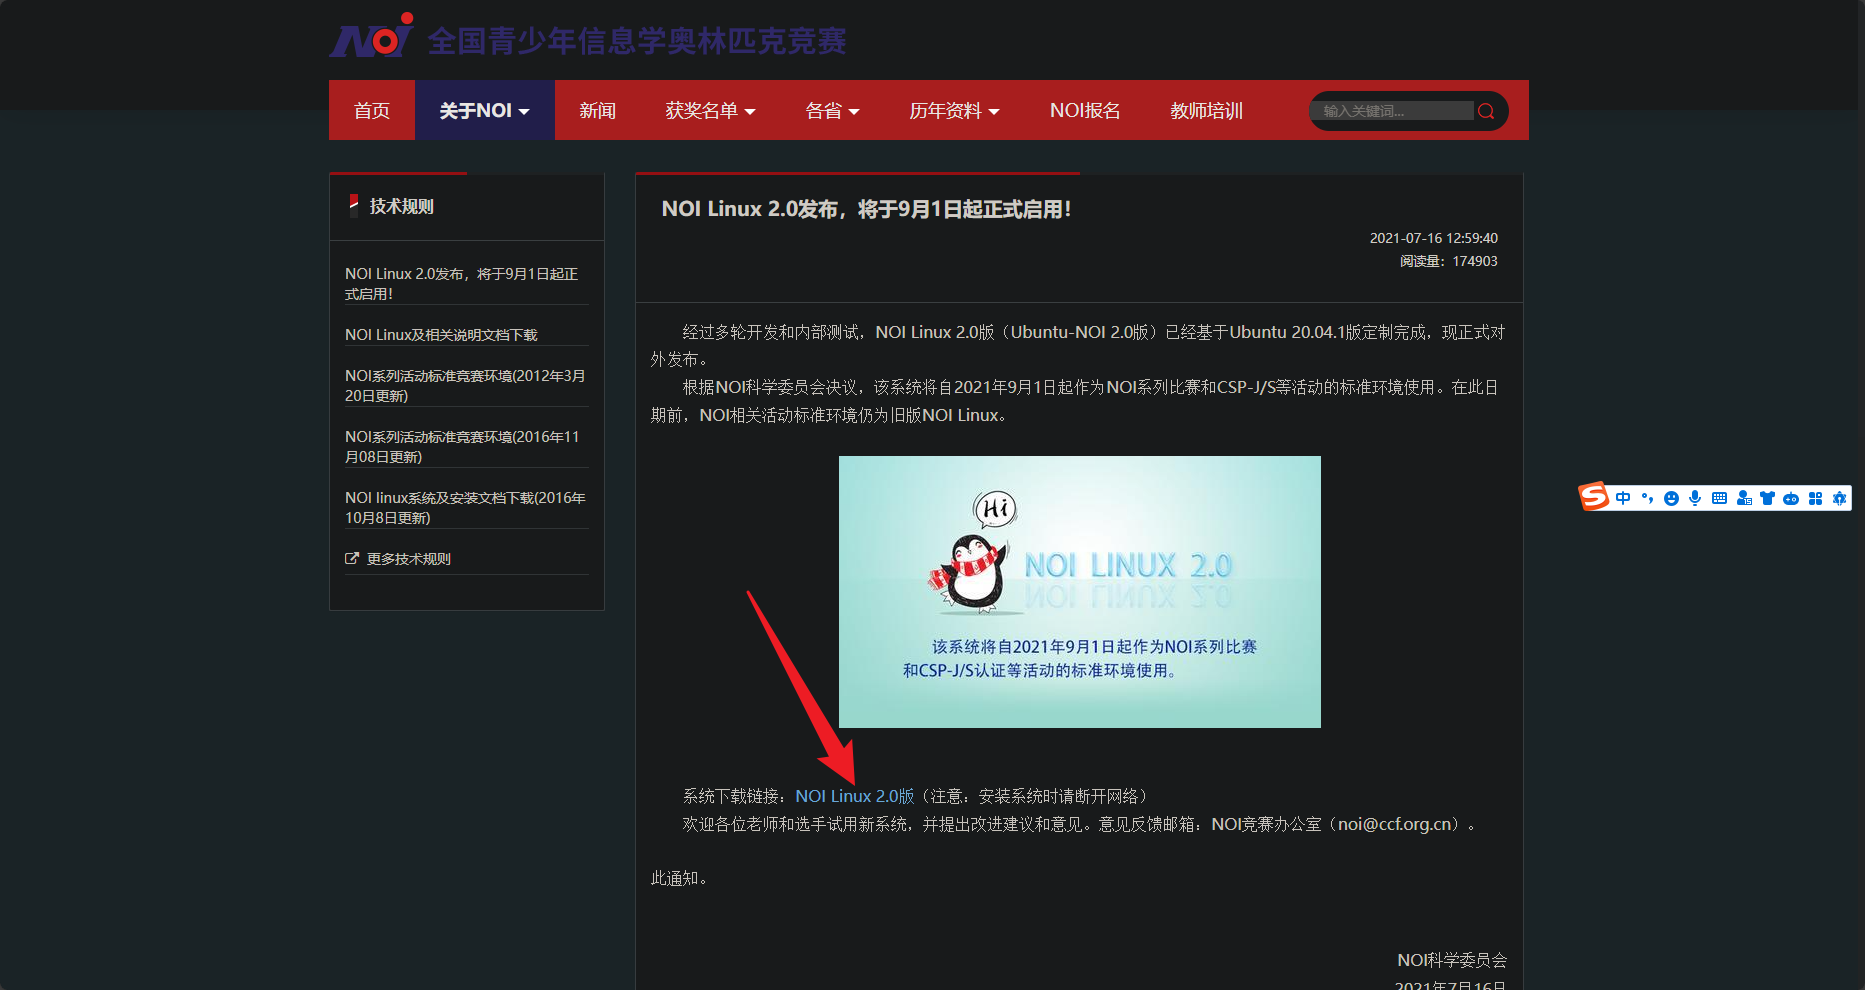 NOI 全国青少年信息学奥林匹克竞赛
首页 关于NOI 新闻 获奖名单 各省 历年资料 NOI报名 教师培训 输入关键词...
技术规则
NOI Linux 2.0发布，将于9月1日起正
式启用！
NOI Linux及相关说明文档下载
NOI系列活动标准竞赛环境(2012年3月
20日更新)
NOI系列活动标准竞赛环境(2016年11
月08日更新)
NOI linux系统及安装文档下载(2016年
10月8日更新)
更多技术规则
NOI Linux 2.0发布，将于9月1日起正式启用！
2021-07-16 12:59:40
阅读量：174903
经过多轮开发和内部测试，NOI Linux 2.0版（Ubuntu-NOI 2.0版）已经基于Ubuntu 20.04.1版定制完成，现正式对
外发布。
根据NOI科学委员会决议，该系统将自2021年9月1日起作为NOI系列比赛和CSP-J/S等活动的标准环境使用。在此日
期前，NOI相关活动标准环境仍为旧版NOI Linux。
Hi
NOI LINUX 2.0
该系统将自2021年9月1日起作为NOI系列比赛
和CSP-J/S认证等活动的标准环境使用。
系统下载链接：NOI Linux 2.0版（注意：安装系统时请断开网络）
欢迎各位老师和选手试用新系统，并提出改进建议和意见。意见反馈邮箱：NOI竞赛办公室（noi@ccf.org.cn）。
此通知。
NOI科学委员会
2021年7月16日
S 中